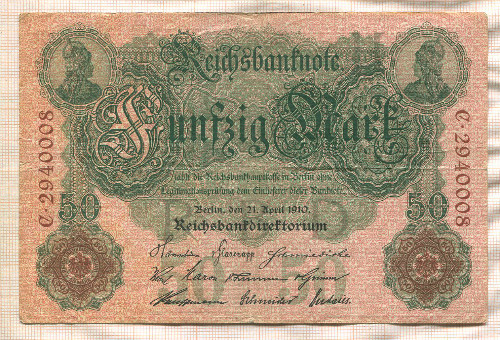 Reichsbanknote
Fünfzig Mark
zahlt die Reichsbankhauptkasse in Berlin ohne
Legitimationsprüfung dem Einlieferer dieser Banknote.
Berlin, den 21. April 1910.
Reichsbankdirektorium
C·2940008
C·2940008
50
50